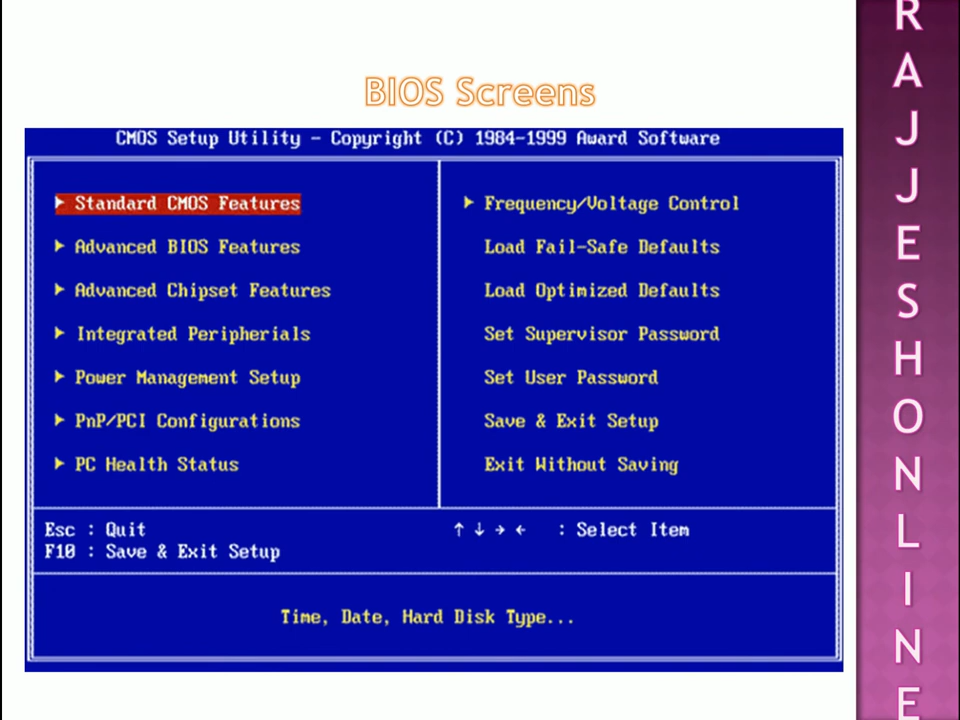 BIOS Screens
CMOS Setup Utility - Copyright (C) 1984-1999 Award Software
Standard CMOS Features
Advanced BIOS Features
Advanced Chipset Features
Integrated Peripherials
Power Management Setup
PnP/PCI Configurations
PC Health Status
Frequency/Voltage Control
Load Fail-Safe Defaults
Load Optimized Defaults
Set Supervisor Password
Set User Password
Save & Exit Setup
Exit Without Saving
Esc : Quit
F10 : Save & Exit Setup
↑ ↓ → ← : Select Item
Time, Date, Hard Disk Type...
RAJJESHONLINE